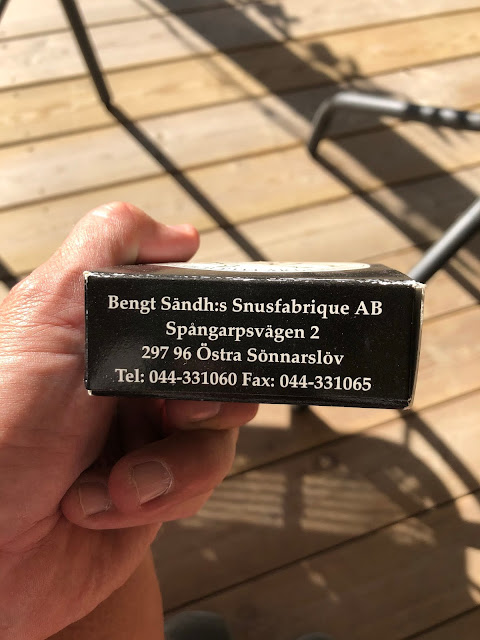 Bengt Sändh:s Snusfabrique AB
Spångarpsvägen 2
297 96 Östra Sönnarslöv
Tel: 044-331060 Fax: 044-331065